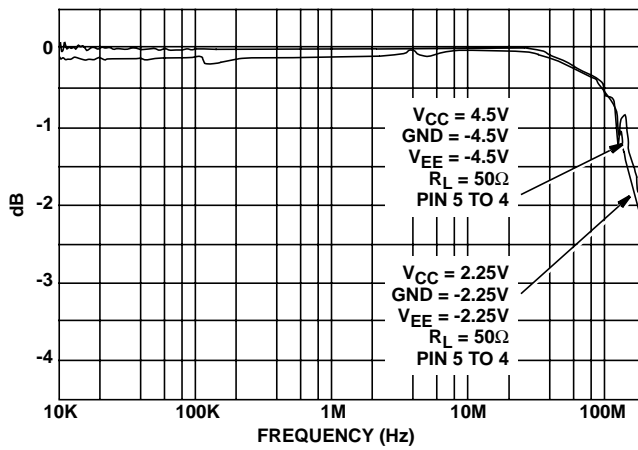 0
-1
-2
-3
-4
dB
VCC = 4.5V
GND = -4.5V
VEE = -4.5V
RL = 50Ω
PIN 5 TO 4
VCC = 2.25V
GND = -2.25V
VEE = -2.25V
RL = 50Ω
PIN 5 TO 4
10K 100K 1M 10M 100M
FREQUENCY (Hz)